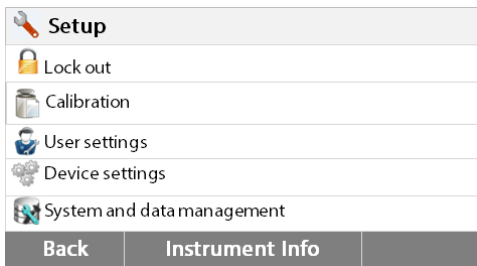 Setup
Lock out
Calibration
User settings
Device settings
System and data management
Back Instrument Info